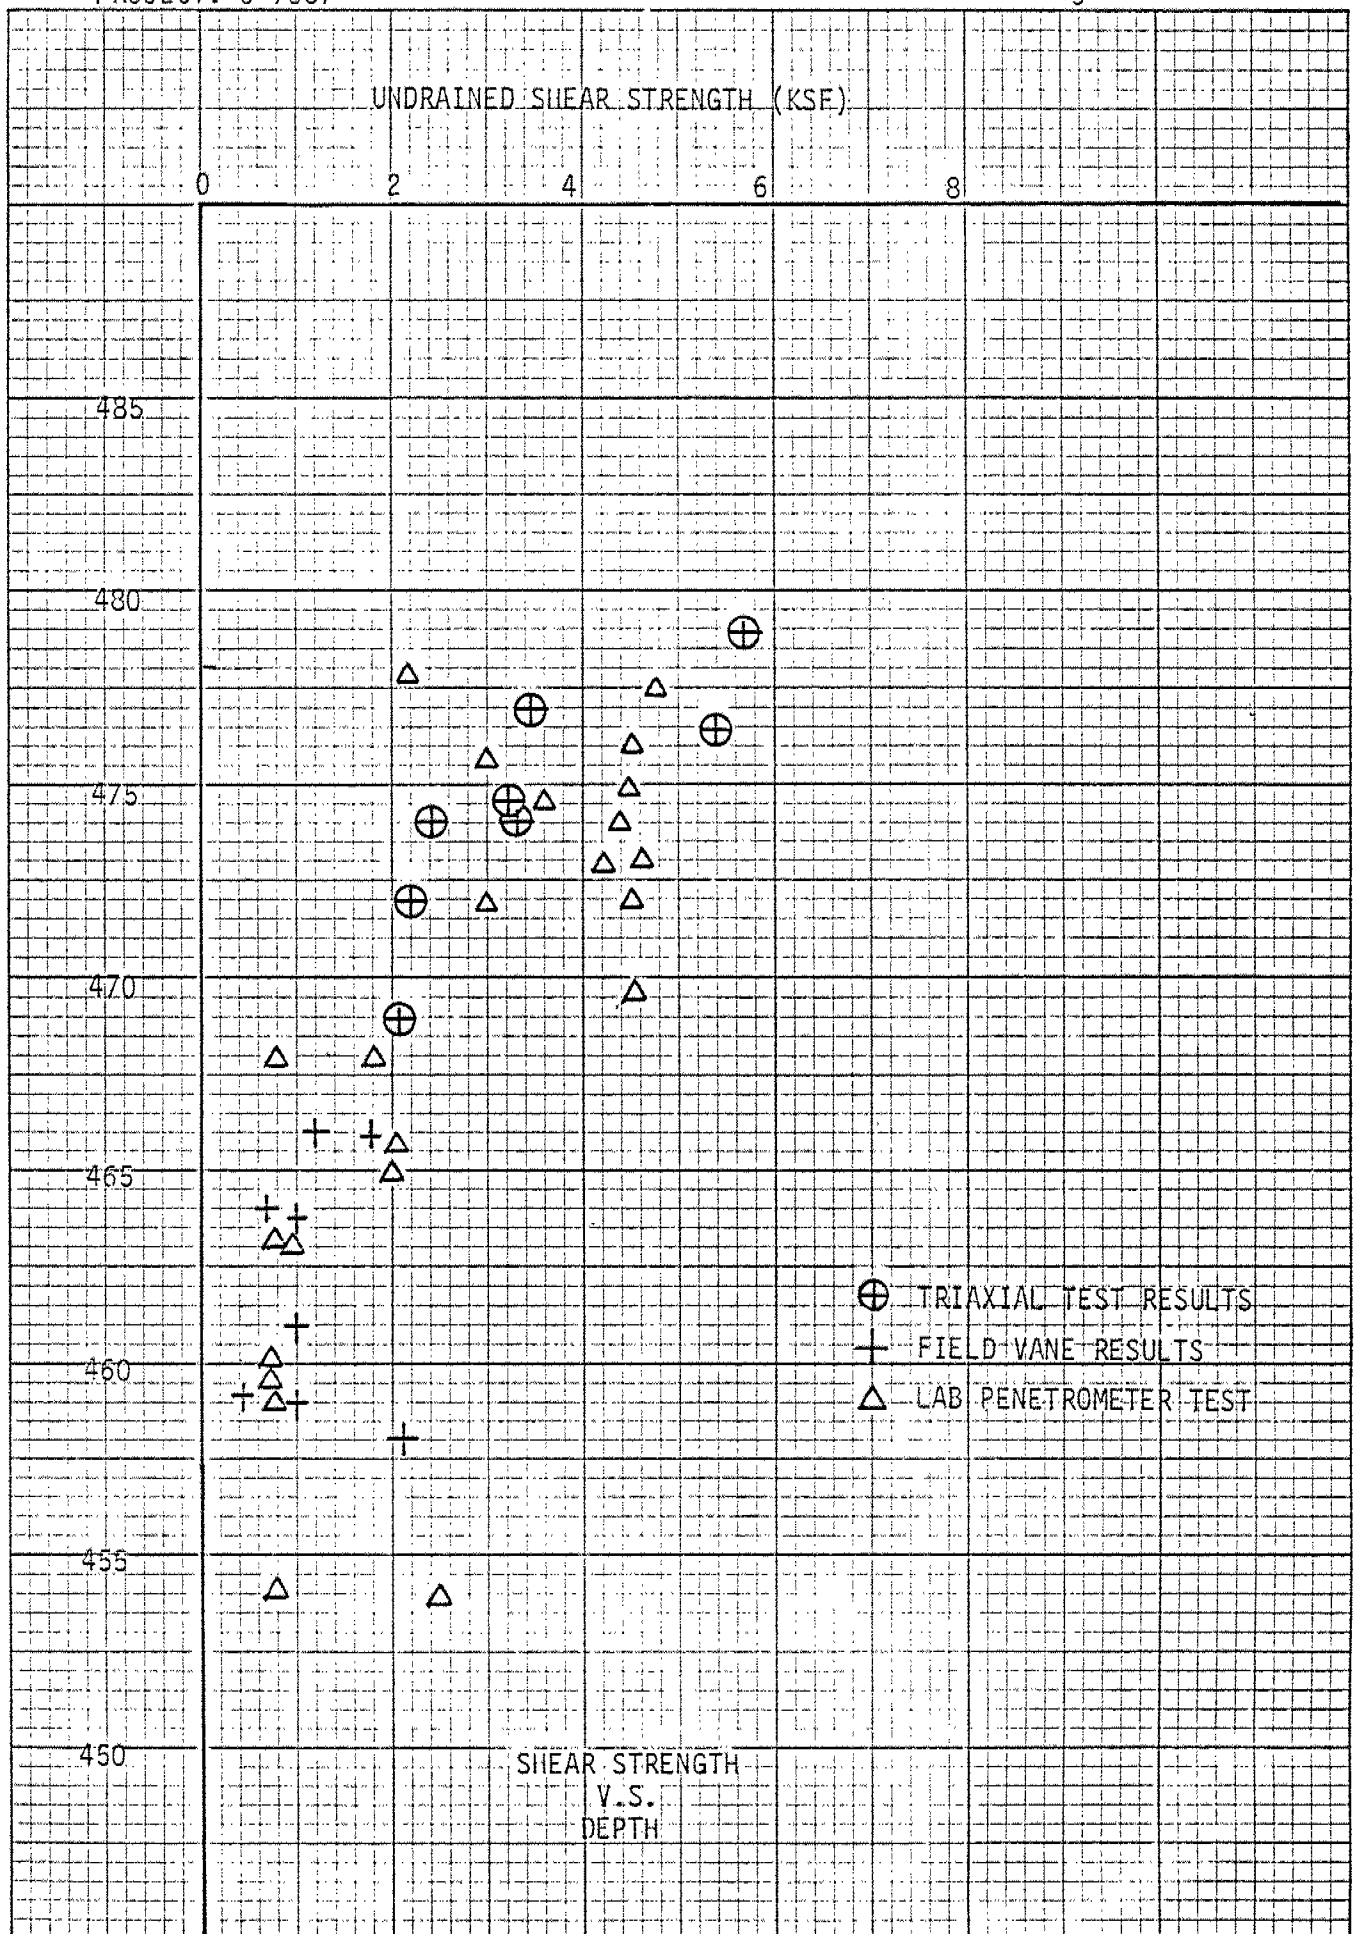 UNDRAINED SHEAR STRENGTH (KSF)
0 2 4 6 8
485
480
475
470
465
460
455
450
TRIAXIAL TEST RESULTS
FIELD VANE RESULTS
LAB PENETROMETER TEST
SHEAR STRENGTH
V.S.
DEPTH